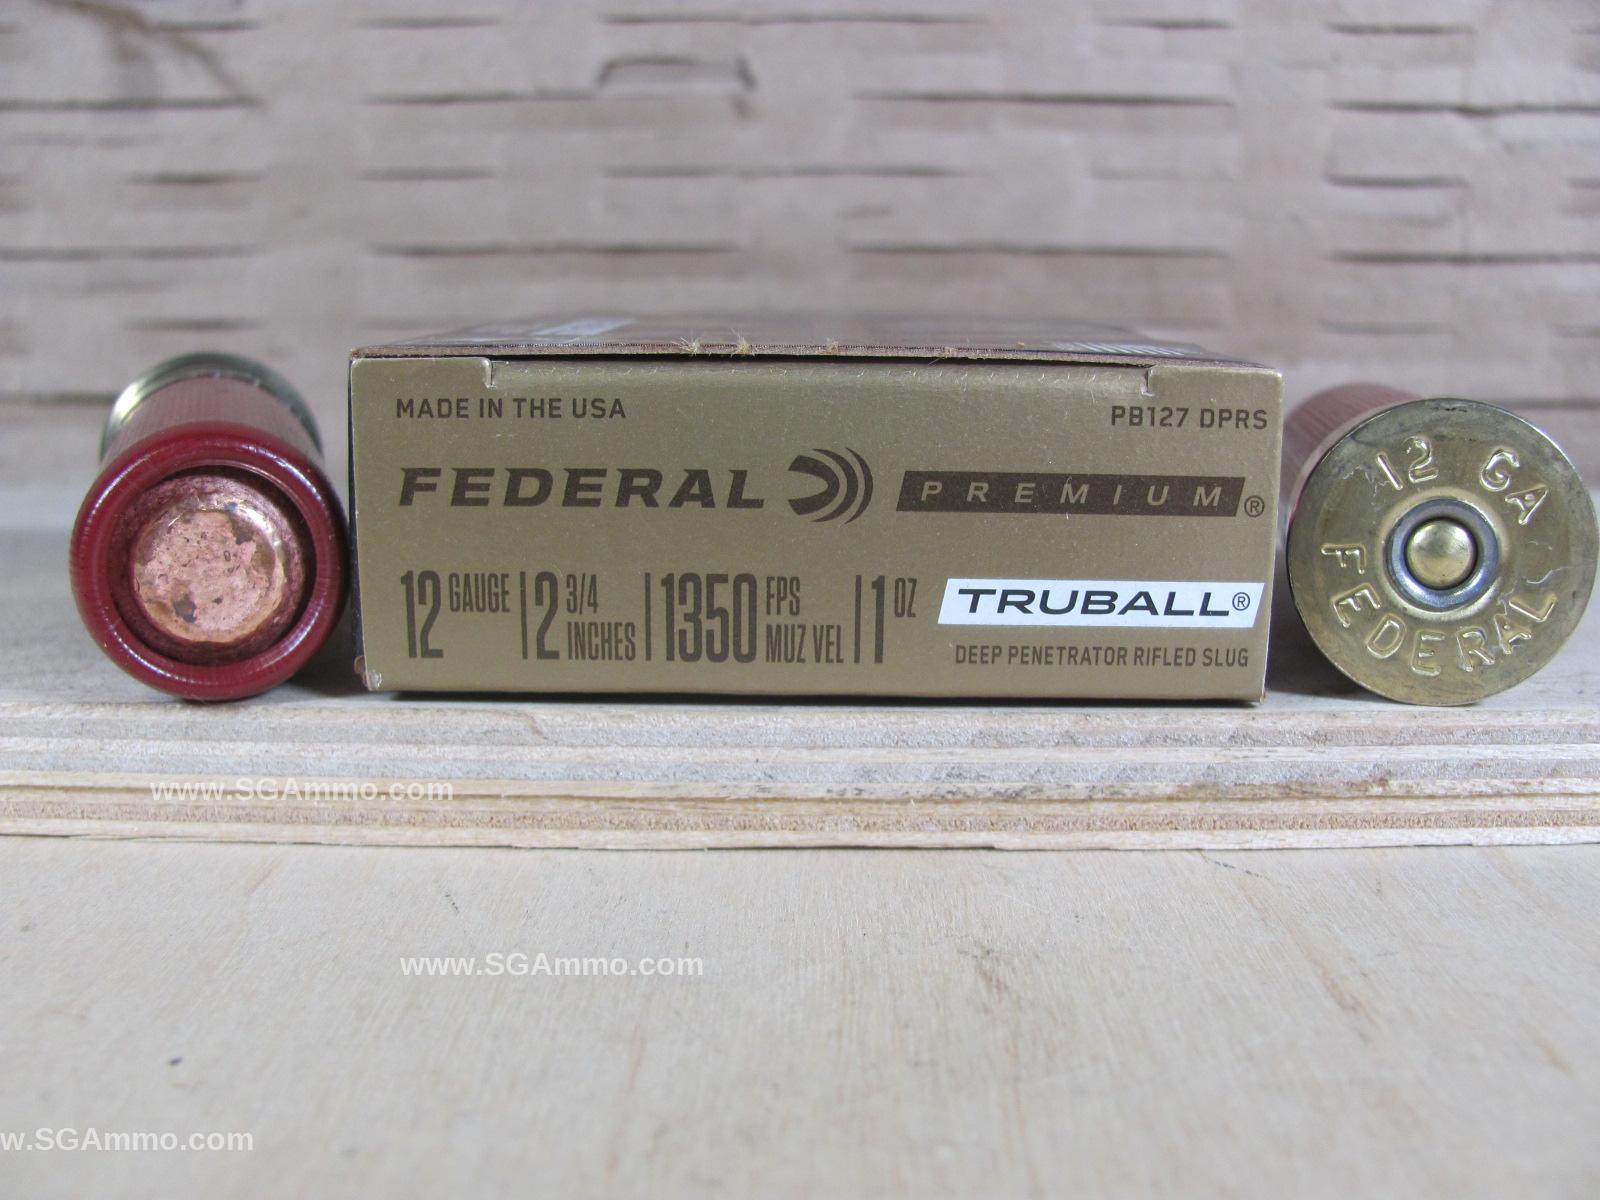 MADE IN THE USA
PB127 DPRS
FEDERAL PREMIUM®
12 GAUGE | 2 3/4 INCHES | 1350 FPS MUZ VEL | 1 OZ
TRUBALL®
DEEP PENETRATOR RIFLED SLUG
12 GA
FEDERAL
www.SGAmmo.com
www.SGAmmo.com
w.SGAmmo.com